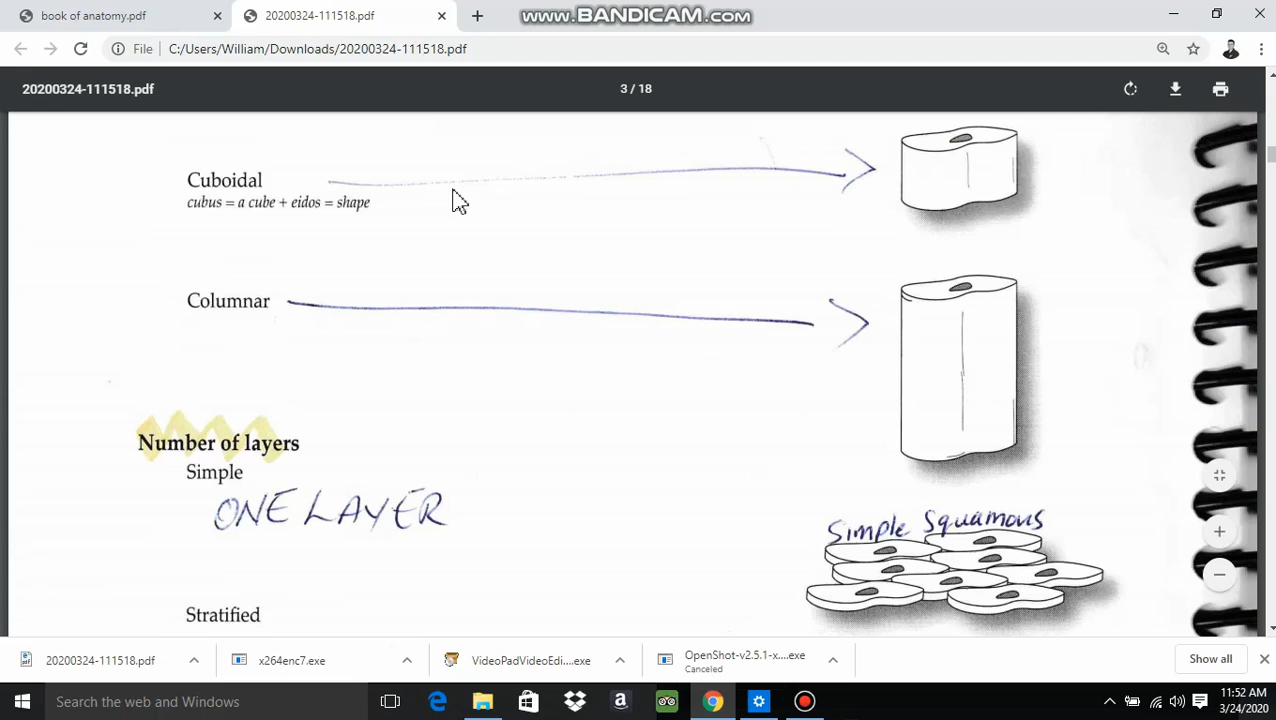 book of anatomy.pdf
20200324-111518.pdf
www.BANDICAM.com
File
C:/Users/William/Downloads/20200324-111518.pdf
20200324-111518.pdf
3 / 18
Cuboidal
cubus = a cube + eidos = shape
Columnar
Number of layers
Simple
ONE LAYER
Simple Squamous
Stratified
20200324-111518.pdf
x264enc7.exe
VideoPadVideoEdi....exe
OpenShot-v2.5.1-x....exe
Canceled
Show all
Search the web and Windows
11:52 AM
3/24/2020